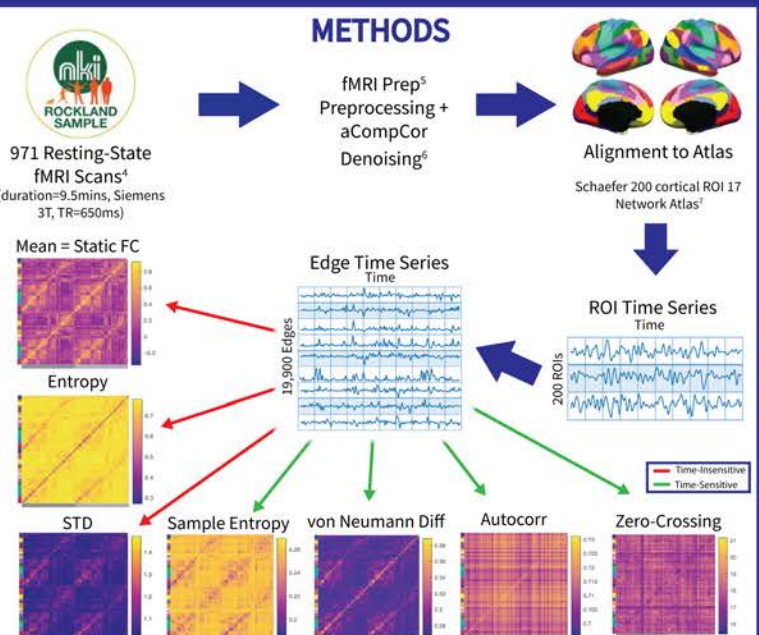 METHODS
nki
ROCKLAND
SAMPLE
971 Resting-State
fMRI Scans⁴
(duration=9.5mins, Siemens
3T, TR=650ms)
fMRI Prep⁵
Preprocessing +
aCompCor
Denoising⁶
Alignment to Atlas
Schaefer 200 cortical ROI 17
Network Atlas⁷
ROI Time Series
Time
200 ROIs
Edge Time Series
Time
19,900 Edges
Mean = Static FC
Entropy
Time-Insensitive
Time-Sensitive
STD
Sample Entropy
von Neumann Diff
Autocorr
Zero-Crossing